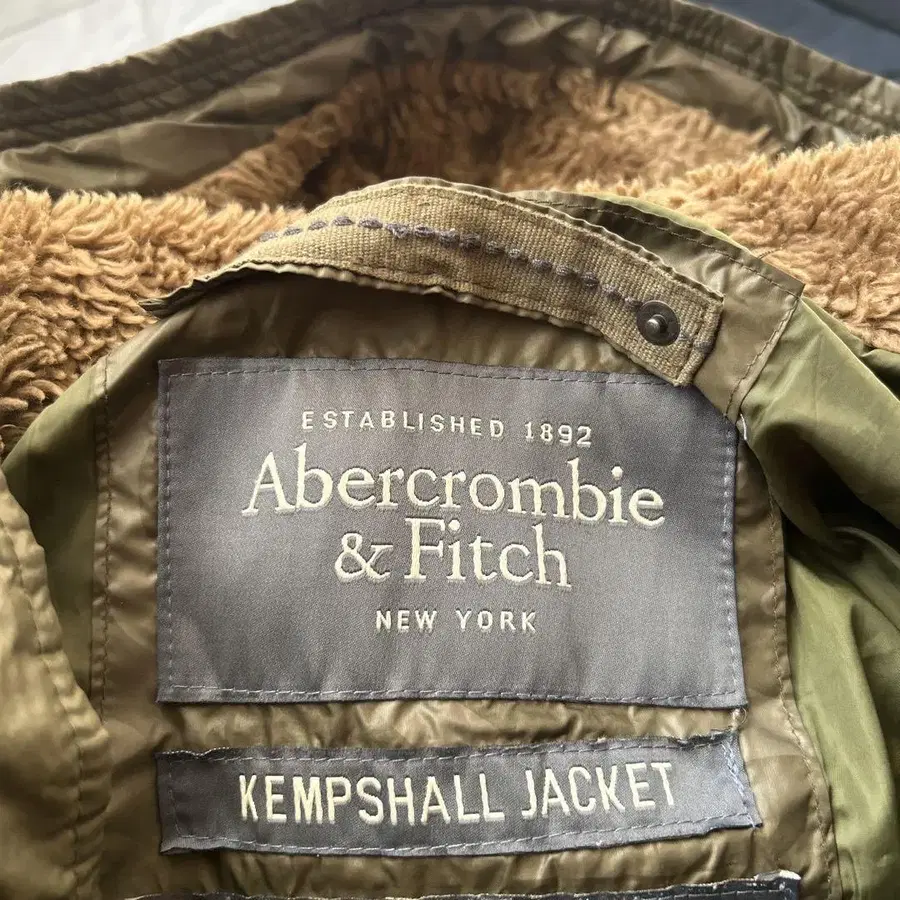 ESTABLISHED 1892
Abercrombie
& Fitch
NEW YORK
KEMPSHALL JACKET